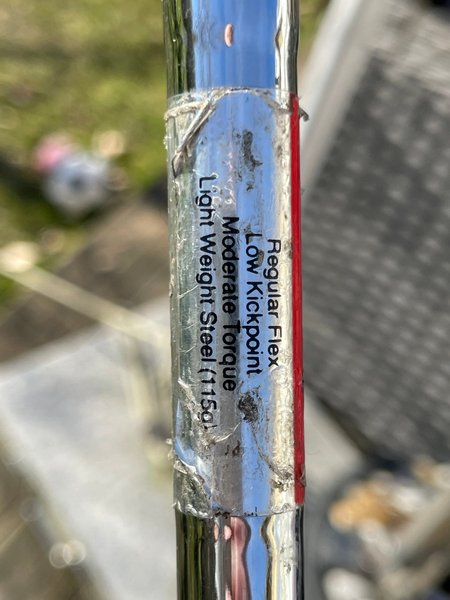 Regular Flex
Low Kickpoint
Moderate Torque
Light Weight Steel (115g)